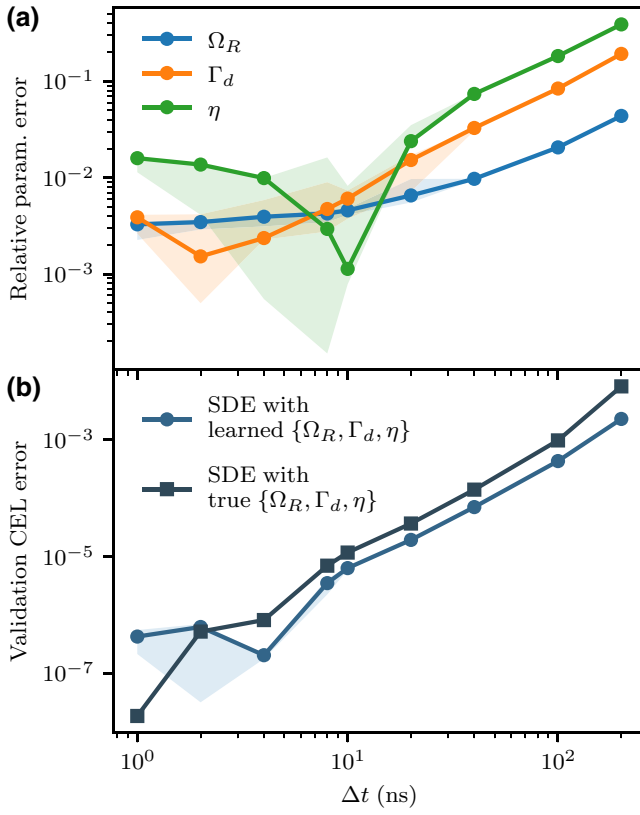 (a)
Ω_R
Γ_d
η
10^{-1}
10^{-2}
10^{-3}
Relative param. error
(b)
SDE with
learned {Ω_R, Γ_d, η}
SDE with
true {Ω_R, Γ_d, η}
10^{-3}
10^{-5}
10^{-7}
Validation CEL error
10^0 10^1 10^2
Δt (ns)